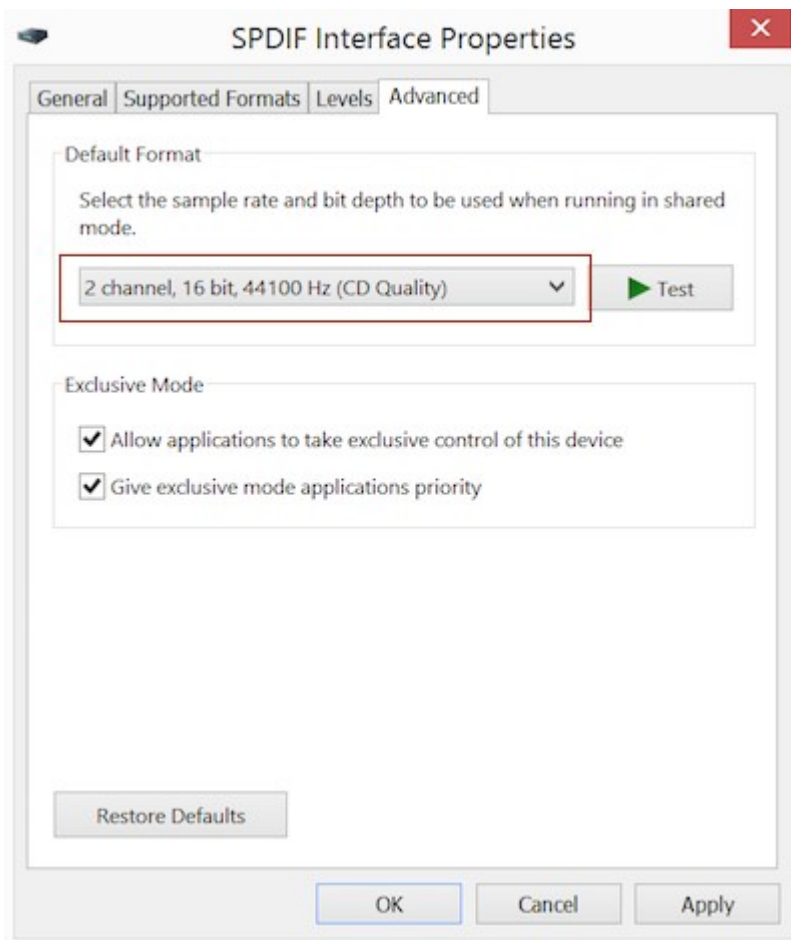 SPDIF Interface Properties
General Supported Formats Levels Advanced
Default Format
Select the sample rate and bit depth to be used when running in shared
mode.
2 channel, 16 bit, 44100 Hz (CD Quality)
Test
Exclusive Mode
Allow applications to take exclusive control of this device
Give exclusive mode applications priority
Restore Defaults
OK Cancel Apply